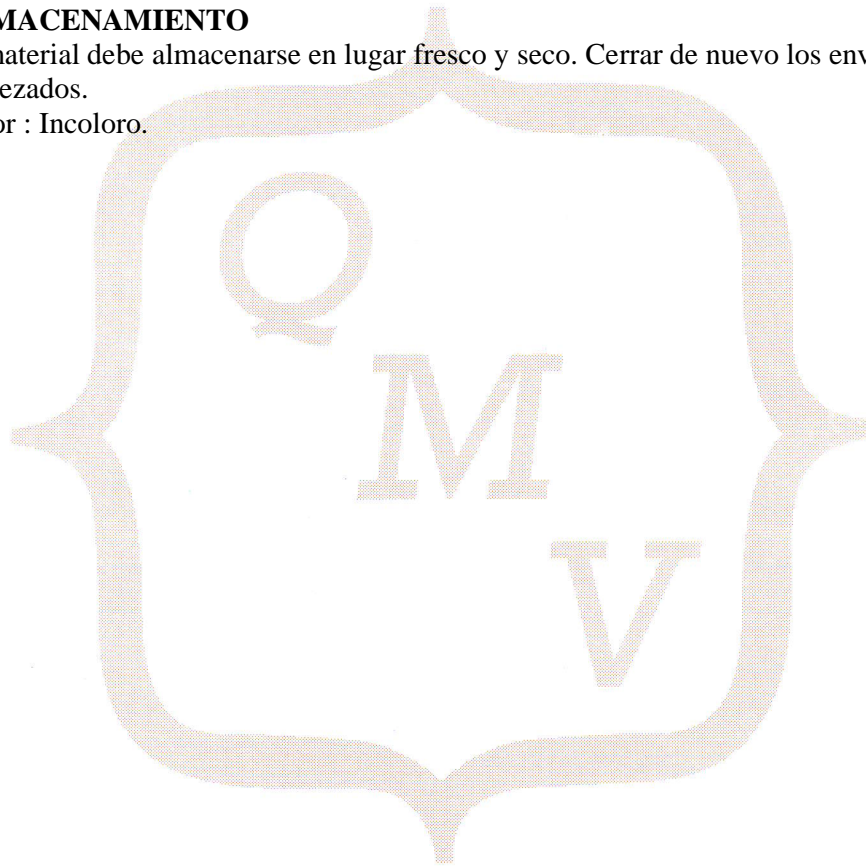 MACENAMIENTO
material debe almacenarse en lugar fresco y seco. Cerrar de nuevo los env
ezados.
or : Incoloro.
Q
M
V